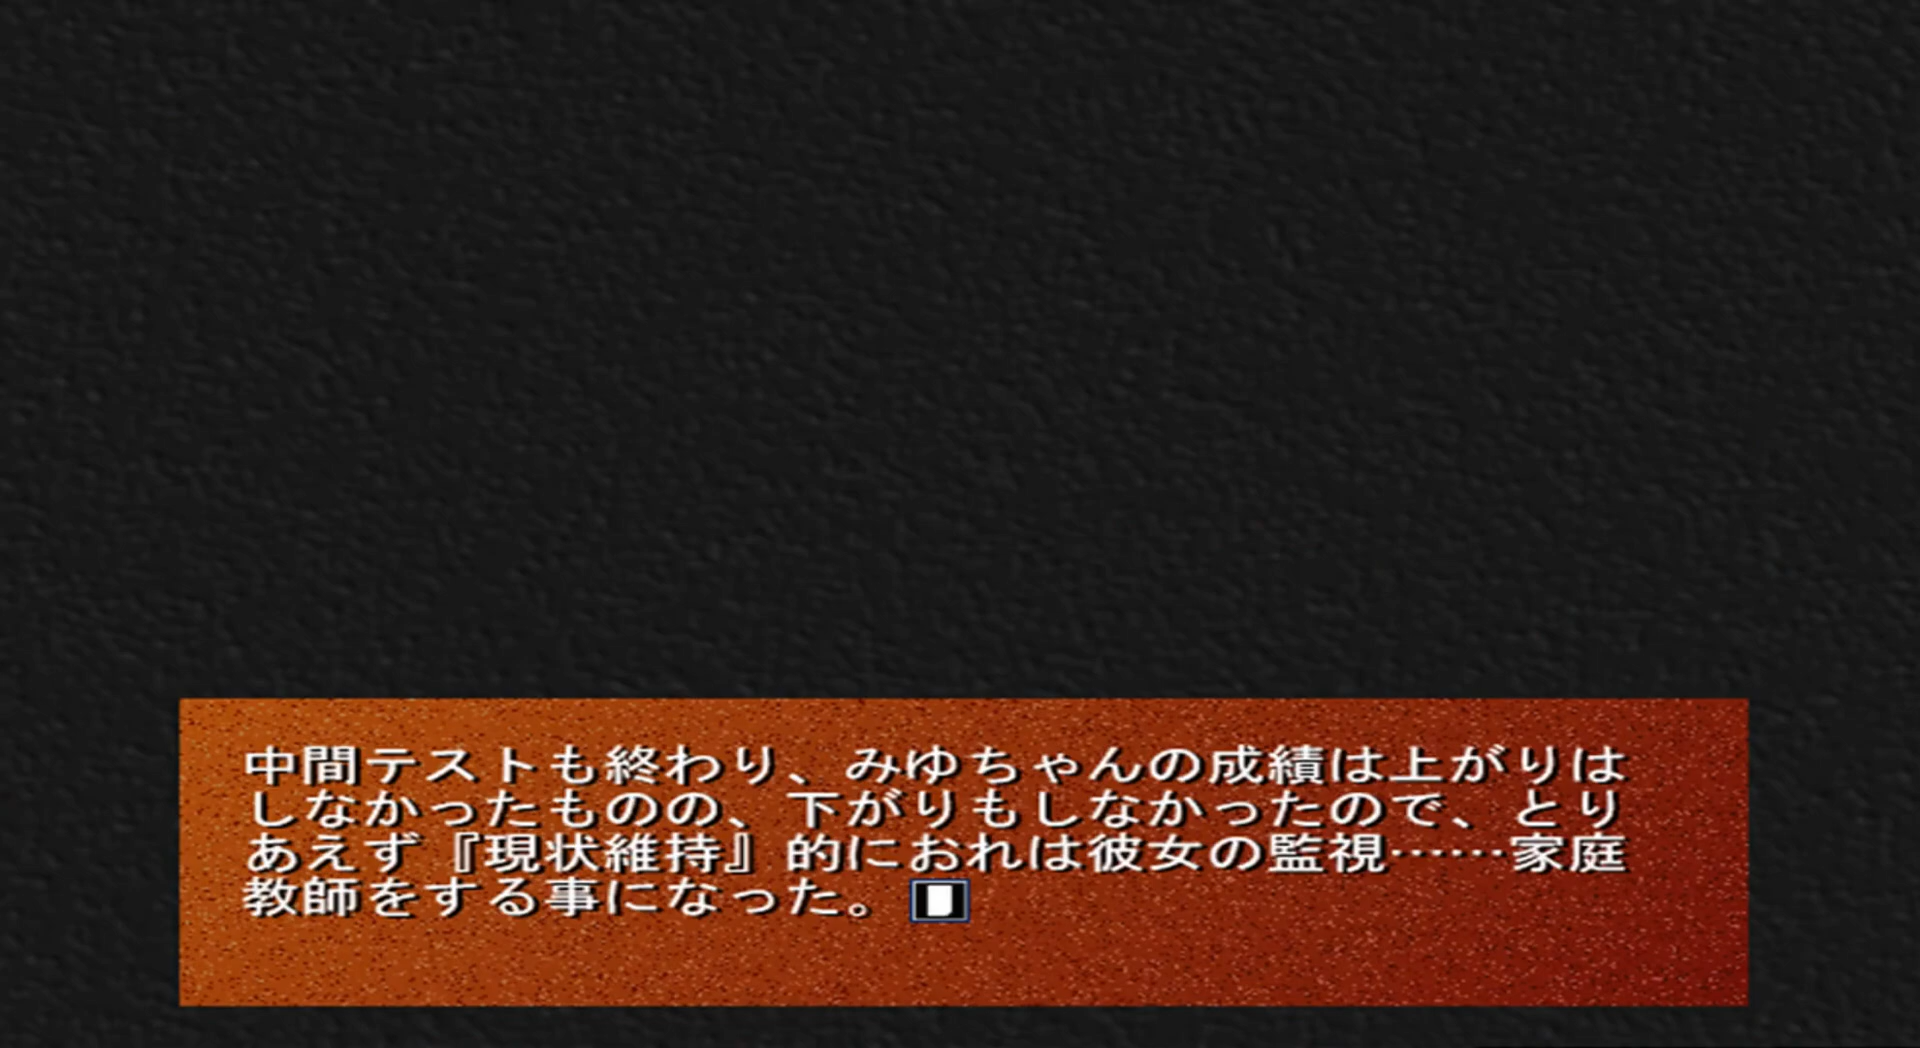 中間テストも終わり、みゆちゃんの成績は上がりは
しなかったものの、下がりもしなかったので、とり
あえず『現状維持』的におれは彼女の監視……家庭
教師をする事になった。